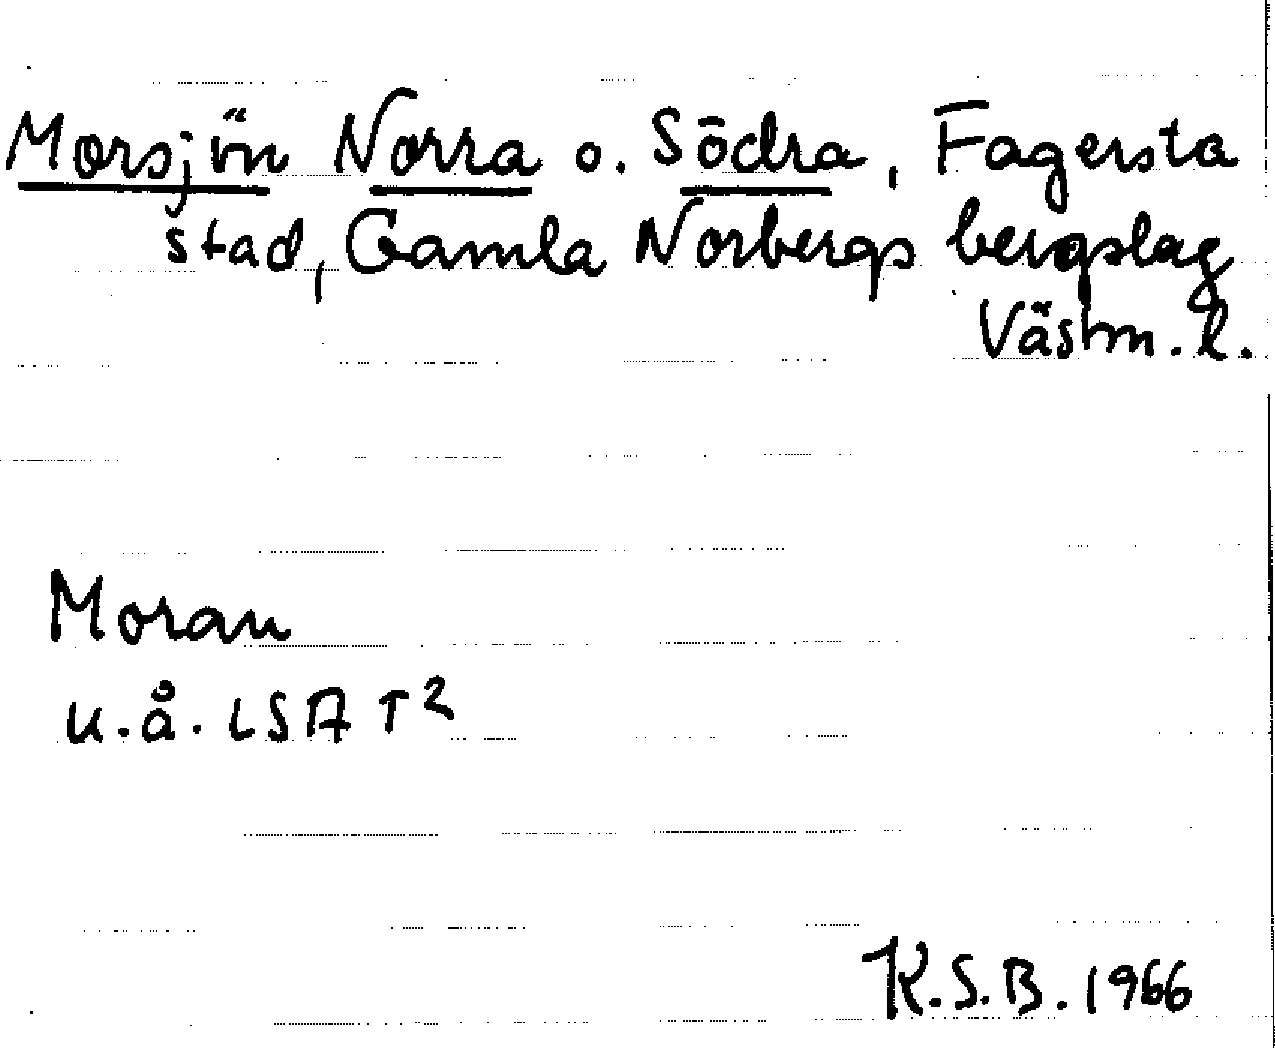 Morsjön Norra o. Södra, Fagersta
stad, Gamla Norbergs bergslag
Västm. l.
Moran
u.å. LSA T2
K.S.B. 1966